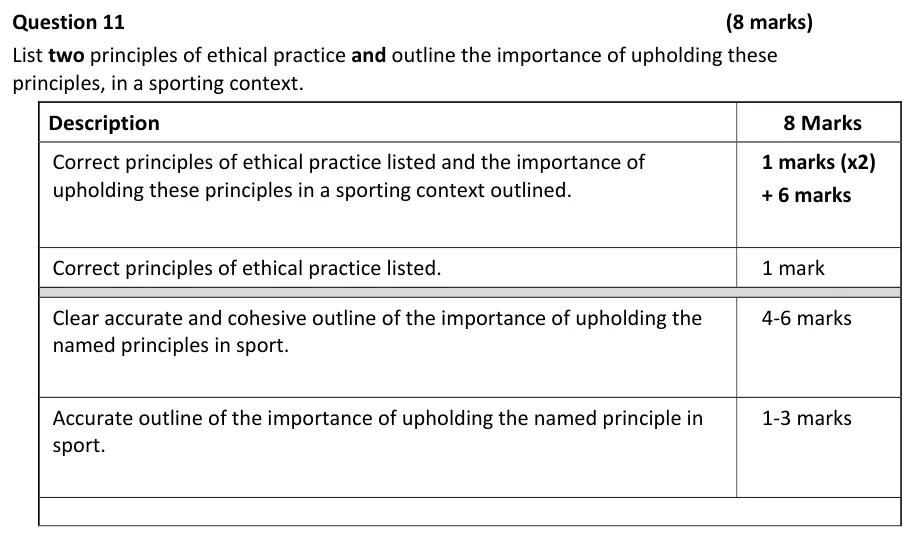 Question 11 (8 marks)
List two principles of ethical practice and outline the importance of upholding these
principles, in a sporting context.
Description 8 Marks
Correct principles of ethical practice listed and the importance of
upholding these principles in a sporting context outlined.
1 marks (x2)
+ 6 marks
Correct principles of ethical practice listed. 1 mark
Clear accurate and cohesive outline of the importance of upholding the
named principles in sport.
4-6 marks
Accurate outline of the importance of upholding the named principle in
sport.
1-3 marks